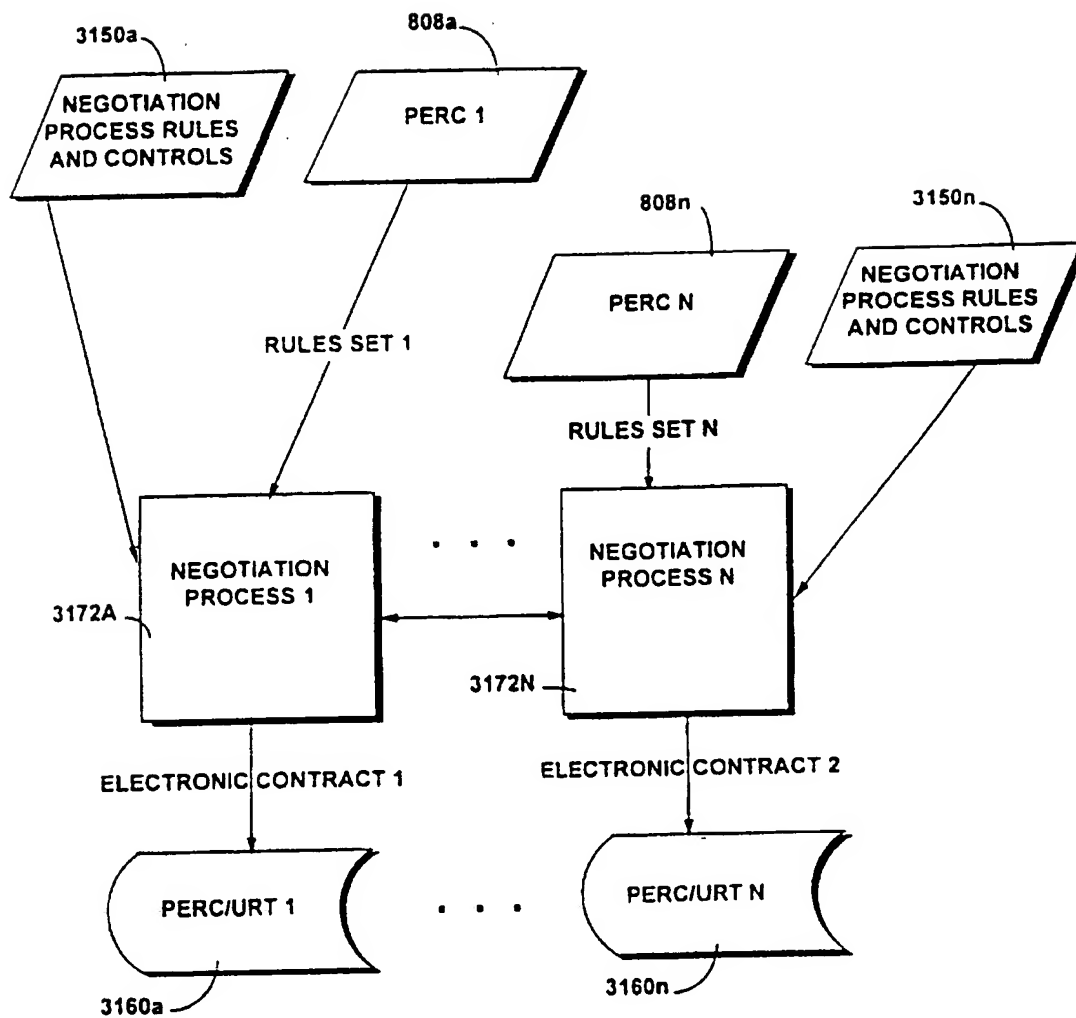 3150a
808a
NEGOTIATION
PROCESS RULES
AND CONTROLS
PERC 1
808n
3150n
PERC N
NEGOTIATION
PROCESS RULES
AND CONTROLS
RULES SET 1
RULES SET N
NEGOTIATION
PROCESS 1
. . .
NEGOTIATION
PROCESS N
3172A
3172N
ELECTRONIC CONTRACT 1
ELECTRONIC CONTRACT 2
PERC/URT 1
. . .
PERC/URT N
3160a
3160n